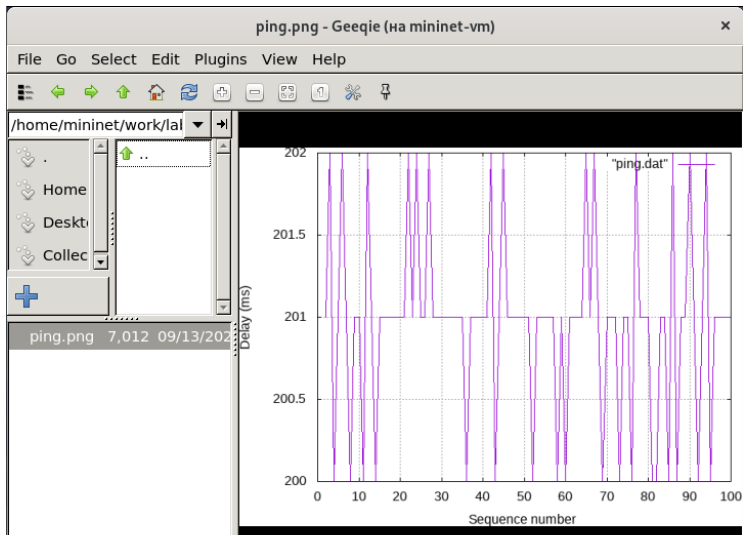 ping.png - Geeqie (на mininet-vm) ×
File Go Select Edit Plugins View Help
/home/mininet/work/lal
.
Home
Deskt
Collec
..
ping.png 7,012 09/13/202
"ping.dat"
202
201.5
201
200.5
200
Delay (ms)
0 10 20 30 40 50 60 70 80 90 100
Sequence number